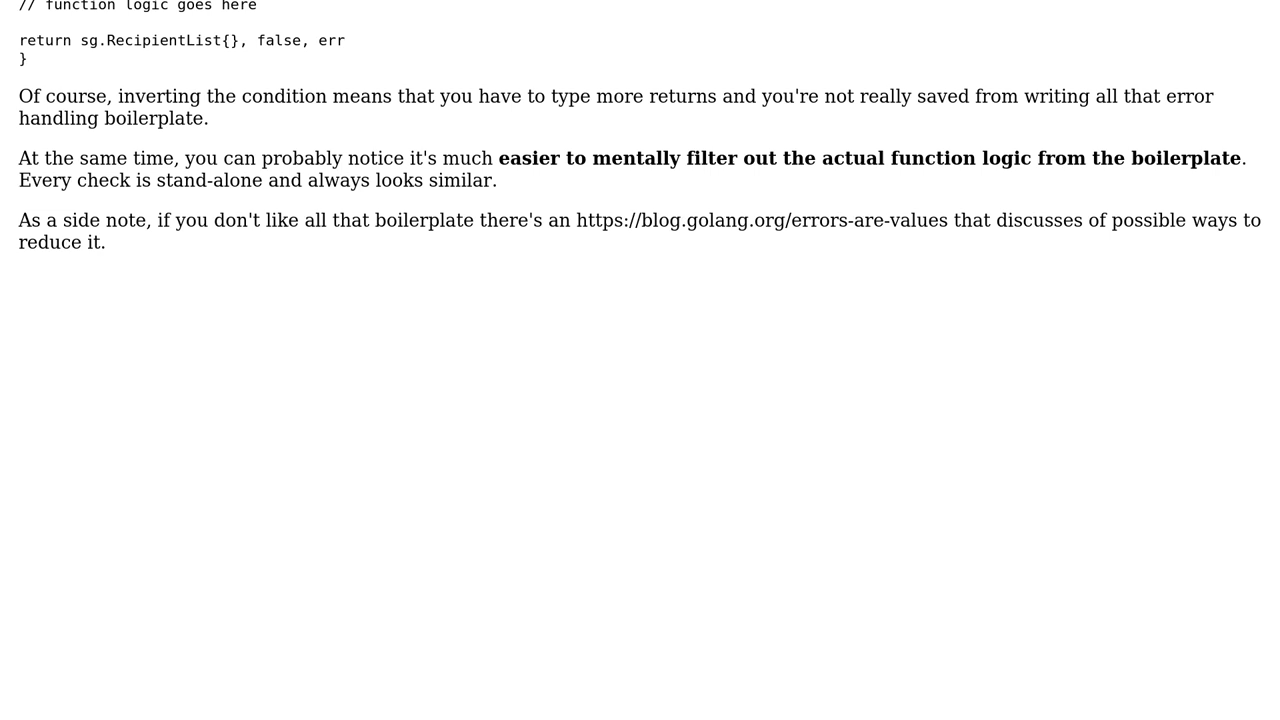 // function logic goes here
return sg.RecipientList{}, false, err
}
Of course, inverting the condition means that you have to type more returns and you're not really saved from writing all that error
handling boilerplate.
At the same time, you can probably notice it's much easier to mentally filter out the actual function logic from the boilerplate.
Every check is stand-alone and always looks similar.
As a side note, if you don't like all that boilerplate there's an https://blog.golang.org/errors-are-values that discusses of possible ways to
reduce it.